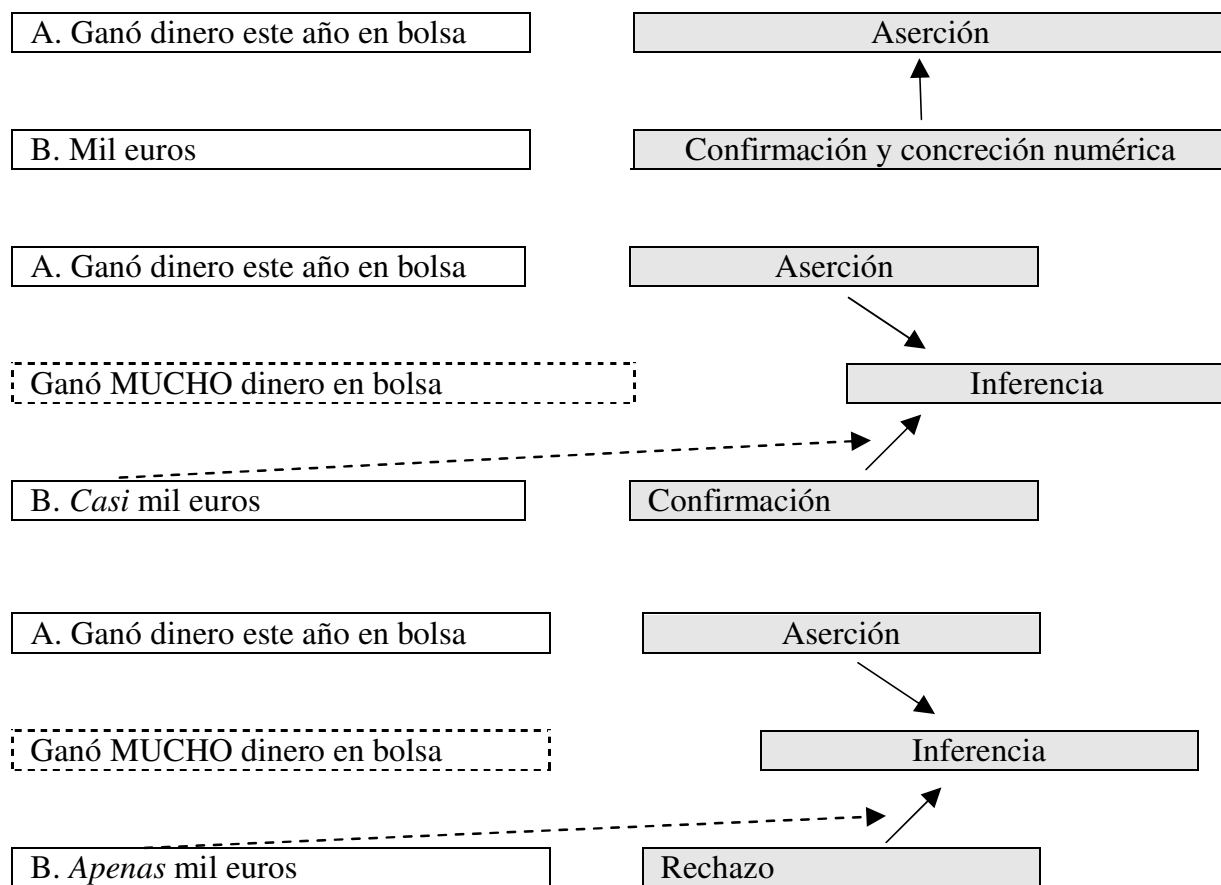 A. Ganó dinero este año en bolsa Aserción
B. Mil euros Confirmación y concreción numérica
A. Ganó dinero este año en bolsa Aserción
Ganó MUCHO dinero en bolsa Inferencia
B. Casi mil euros Confirmación
A. Ganó dinero este año en bolsa Aserción
Ganó MUCHO dinero en bolsa Inferencia
B. Apenas mil euros Rechazo